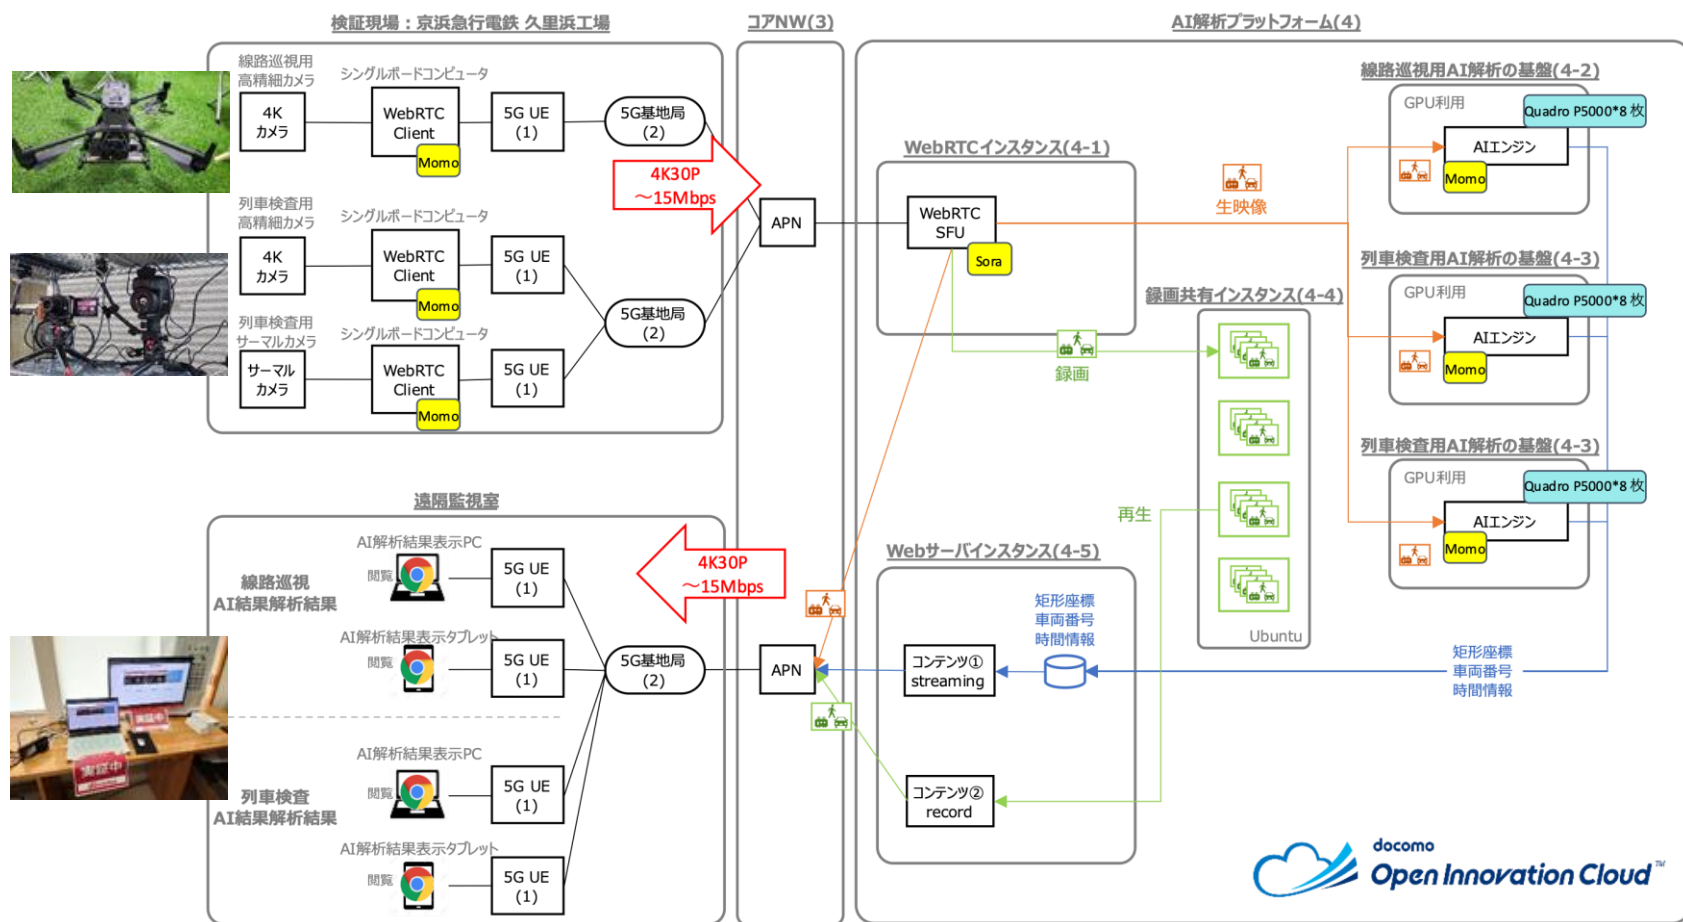 検証現場：京浜急行電鉄 久里浜工場
コアNW(3)
AI解析プラットフォーム(4)
線路巡視用
高精細カメラ
シングルボードコンピュータ
4K
カメラ
WebRTC
Client
Momo
5G UE
(1)
5G基地局
(2)
4K30P
～15Mbps
列車検査用
高精細カメラ
シングルボードコンピュータ
4K
カメラ
WebRTC
Client
Momo
5G UE
(1)
5G基地局
(2)
列車検査用
サーマルカメラ
シングルボードコンピュータ
サーマル
カメラ
WebRTC
Client
Momo
5G UE
(1)
APN
WebRTCインスタンス(4-1)
WebRTC
SFU
Sora
生映像
録画
録画共有インスタンス(4-4)
再生
Ubuntu
線路巡視用AI解析の基盤(4-2)
GPU利用
Quadro P5000*8 枚
AIエンジン
Momo
列車検査用AI解析の基盤(4-3)
GPU利用
Quadro P5000*8 枚
AIエンジン
Momo
列車検査用AI解析の基盤(4-3)
GPU利用
Quadro P5000*8 枚
AIエンジン
Momo
遠隔監視室
線路巡視
AI結果解析結果
AI解析結果表示PC
閲覧
5G UE
(1)
AI解析結果表示タブレット
閲覧
5G UE
(1)
5G基地局
(2)
4K30P
～15Mbps
APN
列車検査
AI結果解析結果
AI解析結果表示PC
閲覧
5G UE
(1)
AI解析結果表示タブレット
閲覧
5G UE
(1)
Webサーバインスタンス(4-5)
コンテンツ①
streaming
矩形座標
車両番号
時間情報
コンテンツ②
record
矩形座標
車両番号
時間情報
実証中
docomo
Open Innovation Cloud™